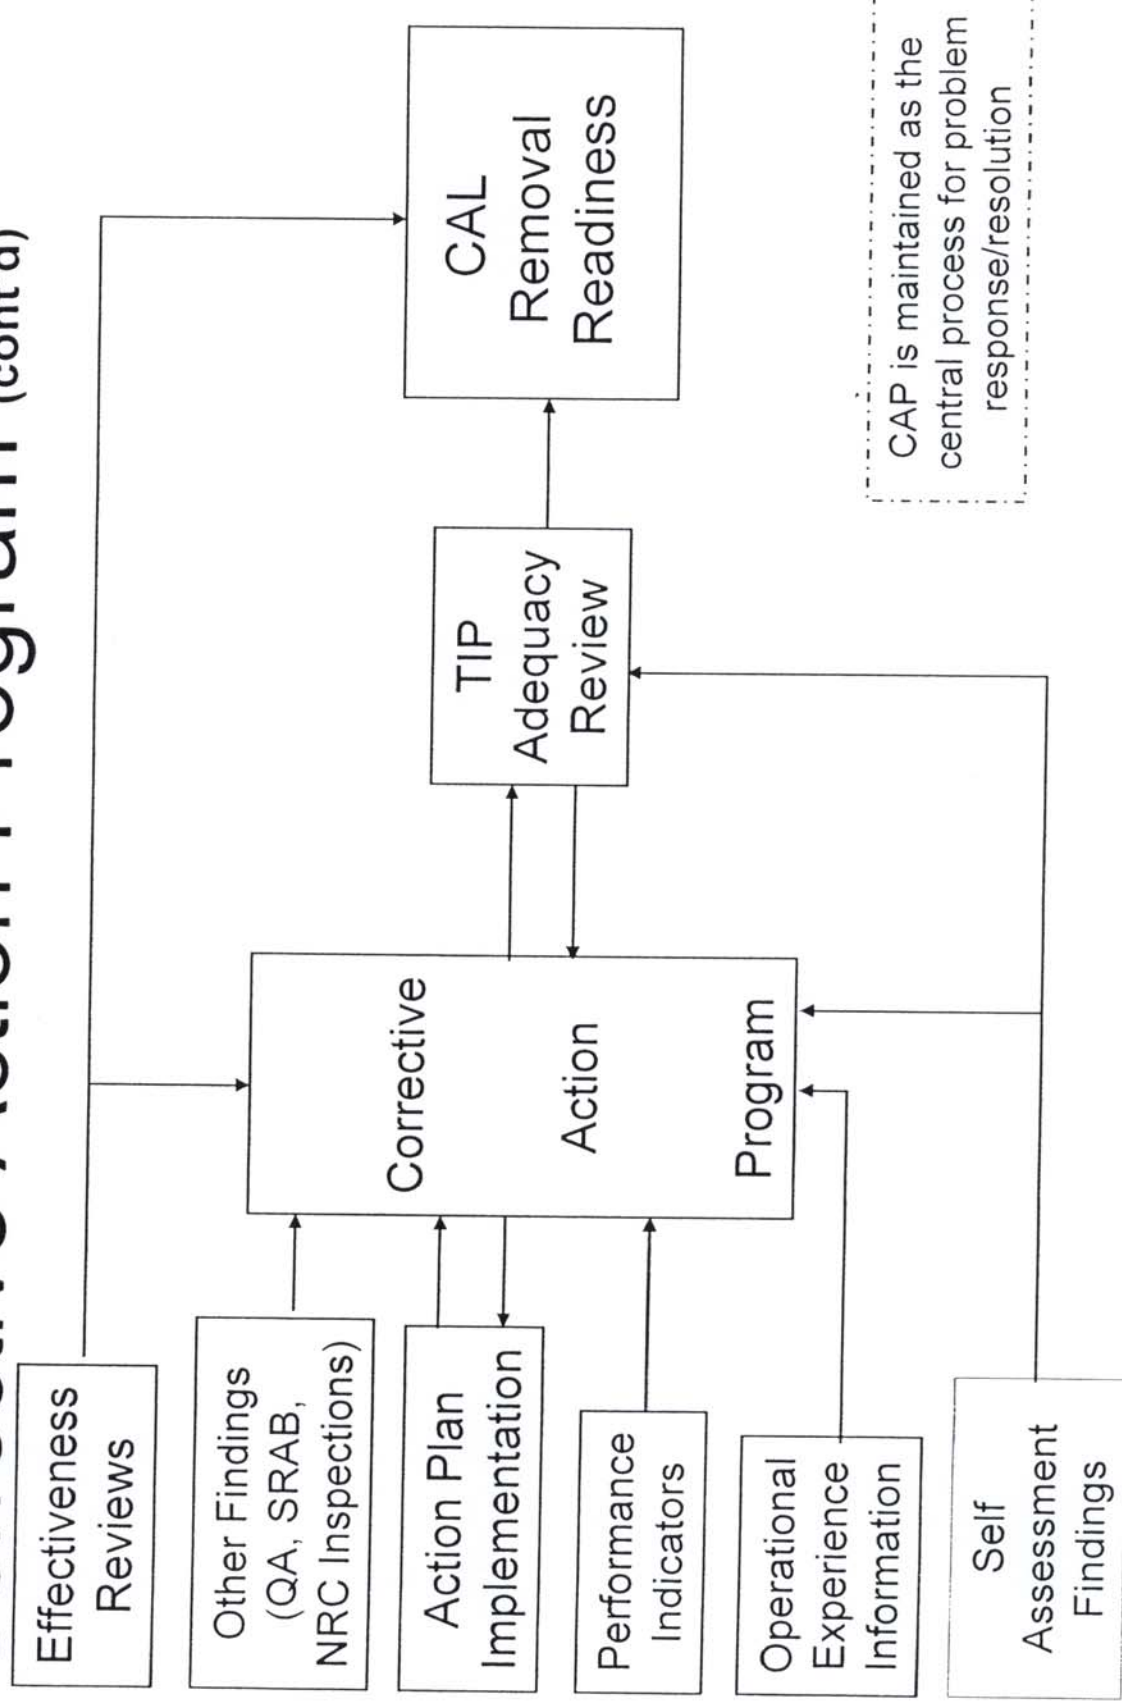 Action Program (cont'd)
Effectiveness
Reviews
Other Findings
(QA, SRAB,
NRC Inspections)
Action Plan
Implementation
Performance
Indicators
Operational
Experience
Information
Self
Assessment
Findings
Corrective
Action
Program
TIP
Adequacy
Review
CAL
Removal
Readiness
CAP is maintained as the
central process for problem
response/resolution